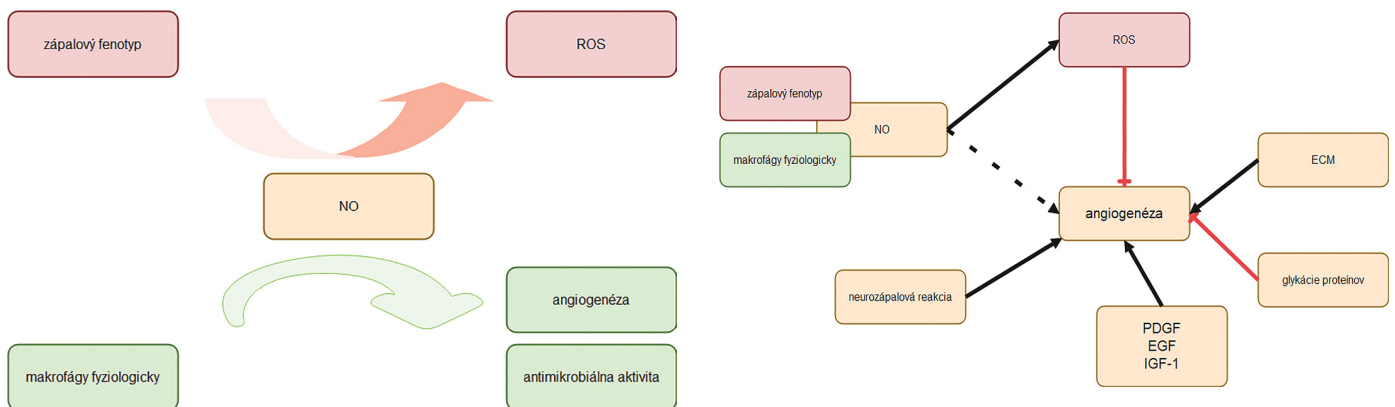 zápalový fenotyp
ROS
NO
angiogenéza
makrofágy fyziologicky
antimikrobiálna aktivita
ROS
zápalový fenotyp
NO
makrofágy fyziologicky
ECM
angiogenéza
neurozápalová reakcia
glykácie proteínov
PDGF
EGF
IGF-1